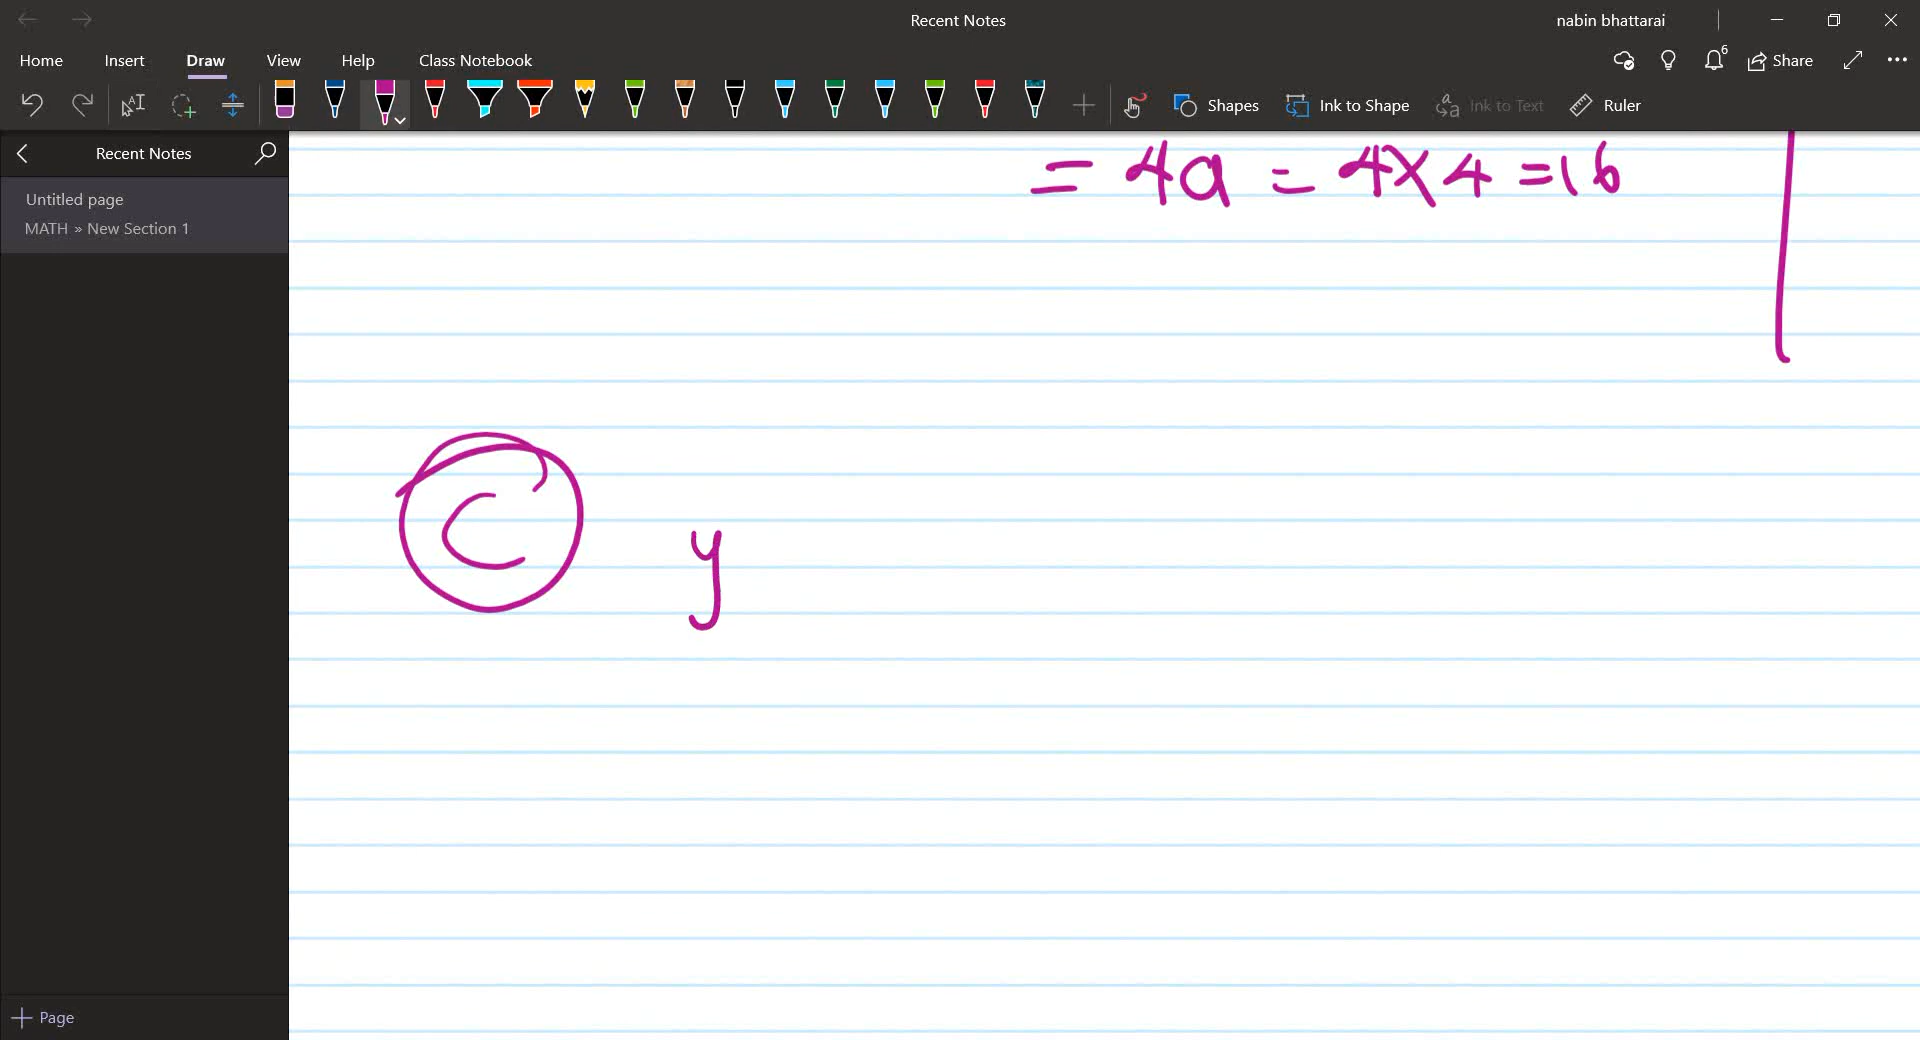 Recent Notes
nabin bhattarai
Home Insert Draw View Help Class Notebook
6
Share
Shapes Ink to Shape Ink to Text Ruler
Recent Notes
Untitled page
MATH » New Section 1
= 4a = 4x4 = 16
C y
Page